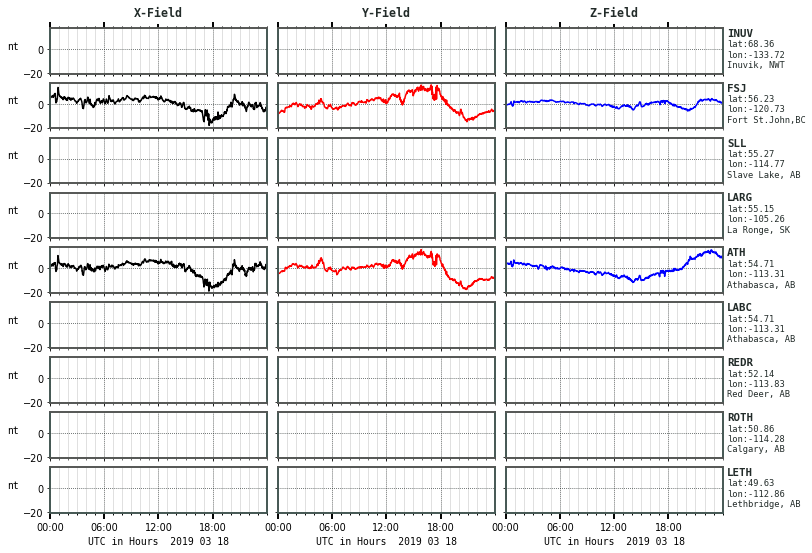 X-Field Y-Field Z-Field
nt 0 -20 INUV
lat:68.36
lon:-133.72
Inuvik, NWT
nt 0 -20 FSJ
lat:56.23
lon:-120.73
Fort St.John,BC
nt 0 -20 SLL
lat:55.27
lon:-114.77
Slave Lake, AB
nt 0 -20 LARG
lat:55.15
lon:-105.26
La Ronge, SK
nt 0 -20 ATH
lat:54.71
lon:-113.31
Athabasca, AB
nt 0 -20 LABC
lat:54.71
lon:-113.31
Athabasca, AB
nt 0 -20 REDR
lat:52.14
lon:-113.83
Red Deer, AB
nt 0 -20 ROTH
lat:50.86
lon:-114.28
Calgary, AB
nt 0 -20 LETH
lat:49.63
lon:-112.86
Lethbridge, AB
00:00 06:00 12:00 18:00 00:00 06:00 12:00 18:00 00:00 06:00 12:00 18:00
UTC in Hours 2019 03 18 UTC in Hours 2019 03 18 UTC in Hours 2019 03 18